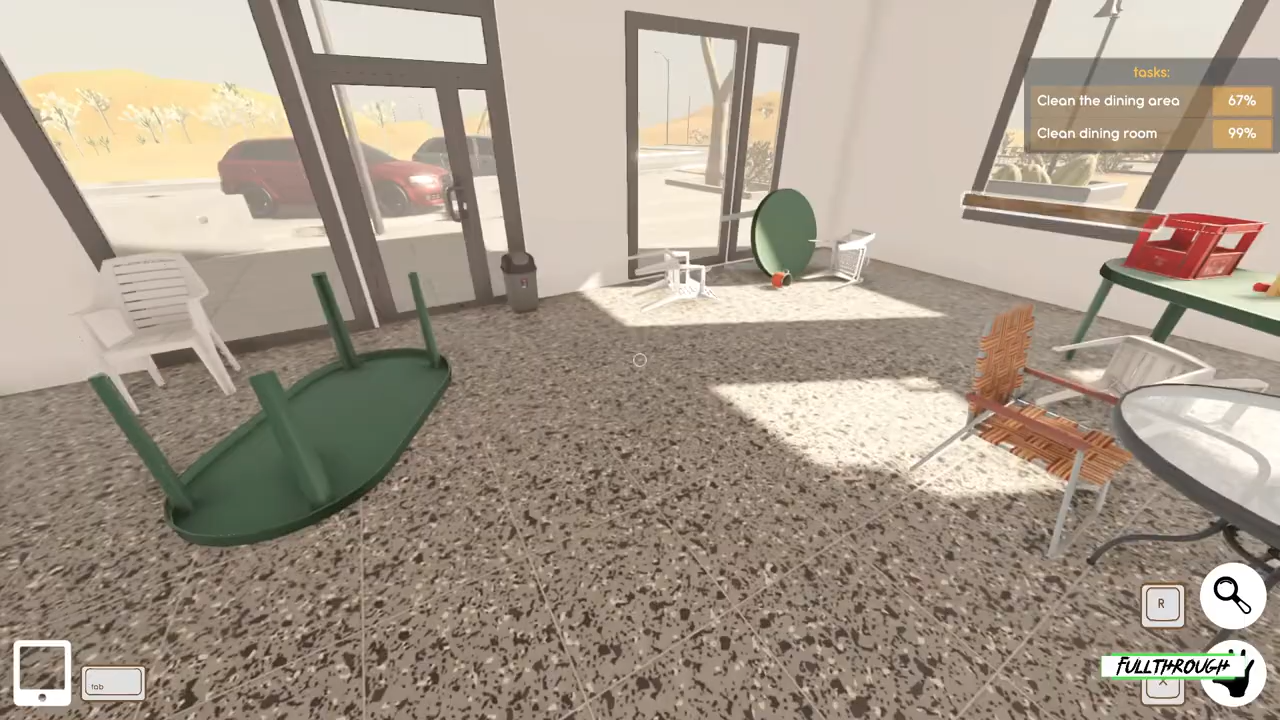 tasks:
Clean the dining area 67%
Clean dining room 99%
R
FULLTHROUGH
X
tab